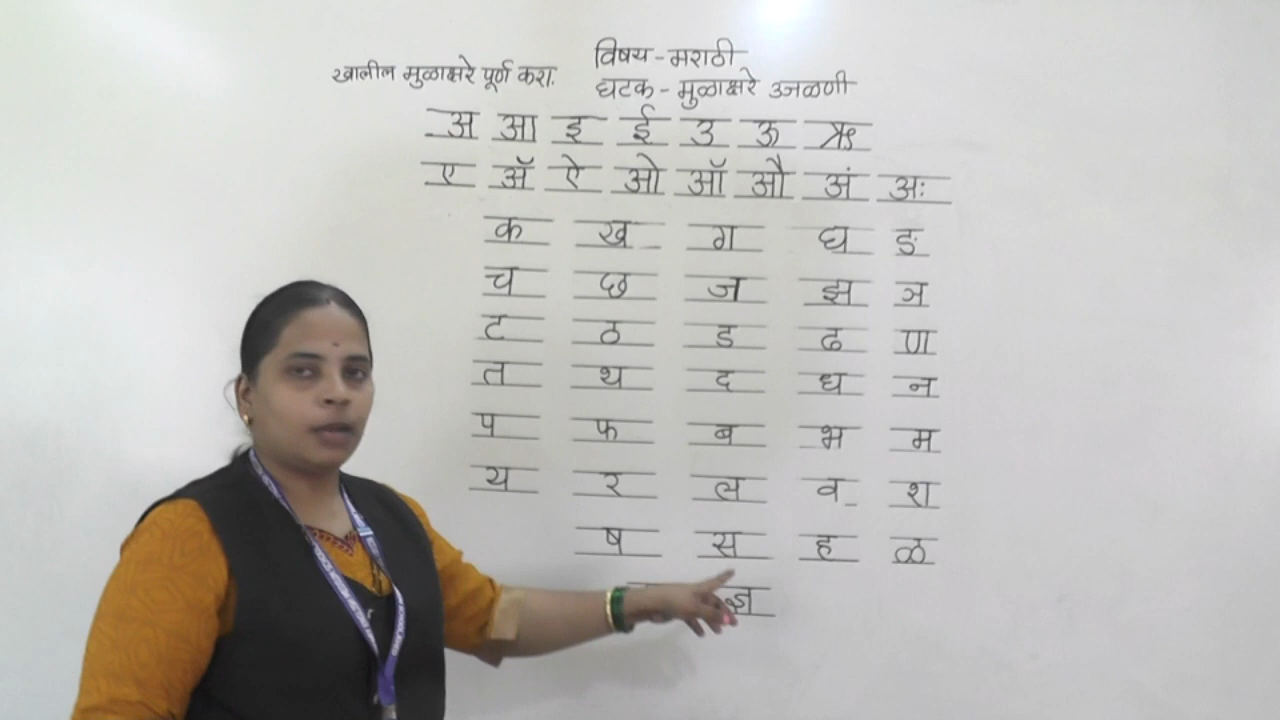 विषय - मराठी
खालील मुळाक्षरे पूर्ण करा.
घटक - मुळाक्षरे उजळणी
अ आ इ ई उ ऊ ऋ
ए ॲ ऐ ओ ऑ औ अं अः
क ख ग घ ङ
च छ ज झ ञ
ट ठ ड ढ ण
त थ द ध न
प फ ब भ म
य र ल व श
ष स ह ळ
ज्ञ